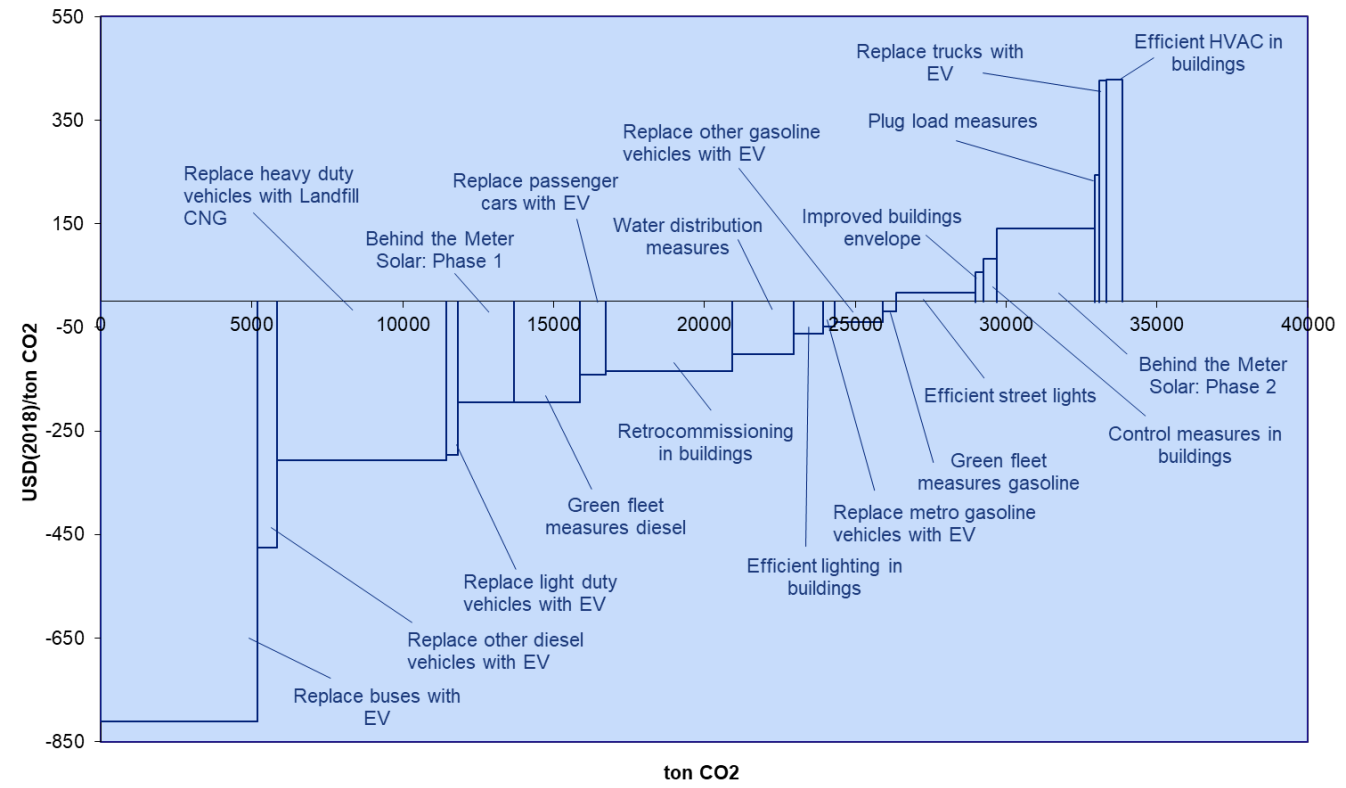 550
350
150
-50
-250
-450
-650
-850
USD(2018)/ton CO2
0
5000
10000
15000
20000
25000
30000
35000
40000
ton CO2
Replace heavy duty
vehicles with Landfill
CNG
Behind the Meter
Solar: Phase 1
Replace passenger
cars with EV
Water distribution
measures
Replace other gasoline
vehicles with EV
Improved buildings
envelope
Plug load measures
Replace trucks with
EV
Efficient HVAC in
buildings
Replace buses with
EV
Replace other diesel
vehicles with EV
Replace light duty
vehicles with EV
Green fleet
measures diesel
Retrocommissioning
in buildings
Efficient lighting in
buildings
Replace metro gasoline
vehicles with EV
Green fleet
measures gasoline
Efficient street lights
Control measures in
buildings
Behind the Meter
Solar: Phase 2